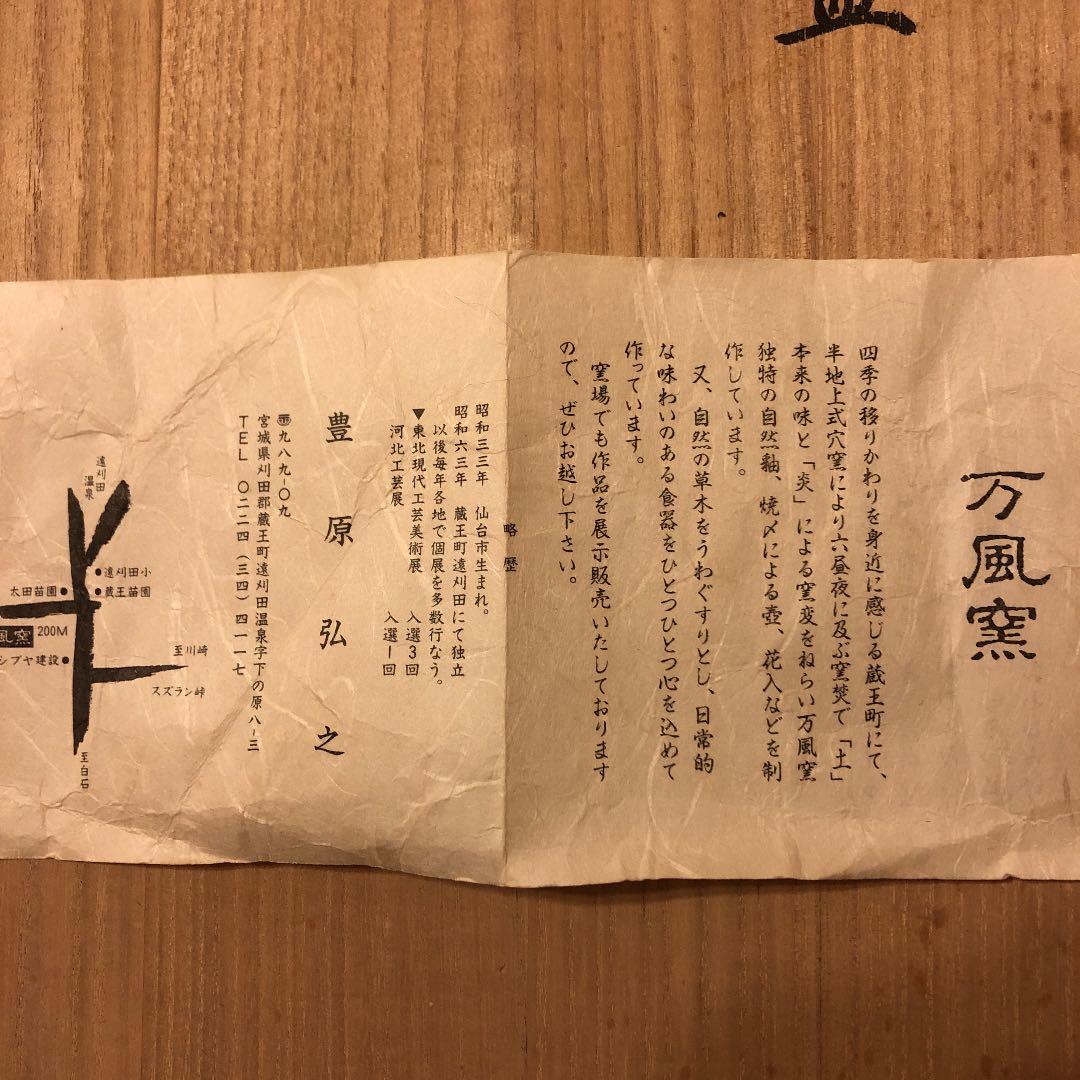 万風窯
四季の移りかわりを身近に感じる蔵王町にて、
半地上式穴窯により六昼夜に及ぶ窯焚で「土」
本来の味と「炎」による窯変をねらい万風窯
独特の自然釉、焼〆による壺、花入などを制
作しています。
又、自然の草木をうわぐすりとし、日常的
な味わいのある食器をひとつひとつ心を込めて
作っています。
窯場でも作品を展示販売いたしております
ので、ぜひお越し下さい。
略歴
昭和三三年 仙台市生まれ。
昭和六三年 蔵王町遠刈田にて独立
以後毎年各地で個展を多数行なう。
▼東北現代工芸美術展 入選3回
河北工芸展 入選1回
豊原弘之
〠九八九-〇九
宮城県刈田郡蔵王町遠刈田温泉字下の原八-三
TEL 〇二二四(三四)四一一七
遠刈田
温泉
●遠刈田小
●蔵王苗園
太田苗園●
風窯 200M
シブヤ建設●
至川崎
スズラン峠
至白石